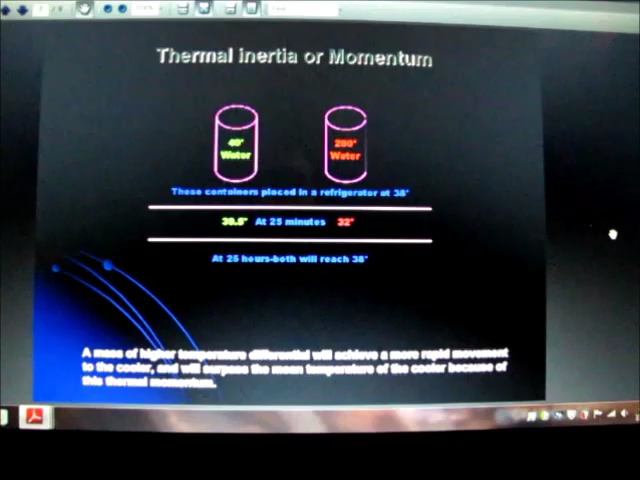 Thermal inertia or Momentum
40° 200°
Water Water
These containers placed in a refrigerator at 38°
39.5° At 25 minutes 32°
At 25 hours-both will reach 38°
A mass of higher temperature differential will achieve a more rapid movement
to the cooler, and will surpass the mean temperature of the cooler because of
this thermal momentum.